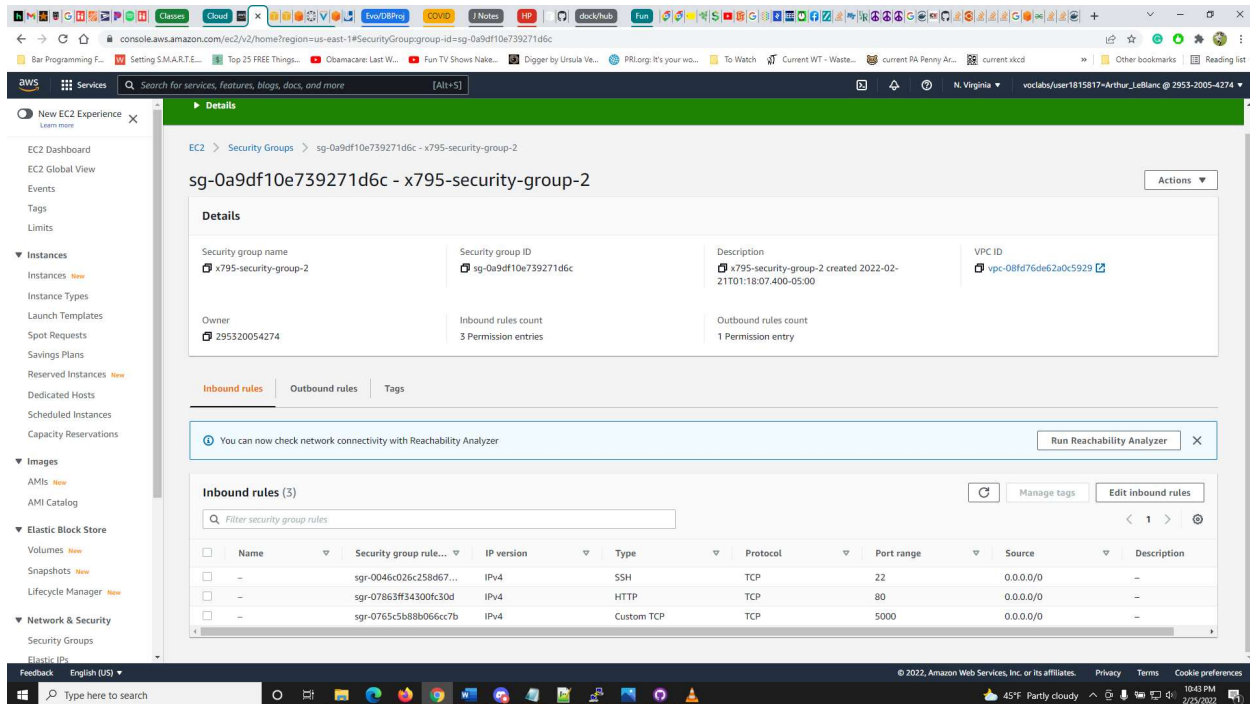 Classes
Cloud
Evo/DBProj
COVID
J Notes
HP
dock/hub
Fun
console.aws.amazon.com/ec2/v2/home?region=us-east-1#SecurityGroup:group-id=sg-0a9df10e739271d6c
Bar Programming F...
Setting S.M.A.R.T.E...
Top 25 FREE Things...
Obamacare: Last W...
Fun TV Shows Nake...
Digger by Ursula Ve...
PRI.org: It's your wo...
To Watch
Current WT - Waste...
current PA Penny Ar...
current xkcd
»
Other bookmarks
Reading list
aws
Services
Search for services, features, blogs, docs, and more
[Alt+S]
N. Virginia
voclabs/user1815817=Arthur_LeBlanc @ 2953-2005-4274
New EC2 Experience
Learn more
EC2 Dashboard
EC2 Global View
Events
Tags
Limits
Instances
Instances New
Instance Types
Launch Templates
Spot Requests
Savings Plans
Reserved Instances New
Dedicated Hosts
Scheduled Instances
Capacity Reservations
Images
AMIs New
AMI Catalog
Elastic Block Store
Volumes New
Snapshots New
Lifecycle Manager New
Network & Security
Security Groups
Elastic IPs
Details
EC2 > Security Groups > sg-0a9df10e739271d6c - x795-security-group-2
sg-0a9df10e739271d6c - x795-security-group-2
Actions
Details
Security group name
x795-security-group-2
Security group ID
sg-0a9df10e739271d6c
Description
x795-security-group-2 created 2022-02-
21T01:18:07.400-05:00
VPC ID
vpc-08fd76de62a0c5929
Owner
295320054274
Inbound rules count
3 Permission entries
Outbound rules count
1 Permission entry
Inbound rules
Outbound rules
Tags
You can now check network connectivity with Reachability Analyzer
Run Reachability Analyzer
Inbound rules (3)
Manage tags
Edit inbound rules
Filter security group rules
< 1 >
Name Security group rule... IP version Type Protocol Port range Source Description
– sgr-0046c026c258d67... IPv4 SSH TCP 22 0.0.0.0/0 –
– sgr-07863ff34300fc30d IPv4 HTTP TCP 80 0.0.0.0/0 –
– sgr-0765c5b88b066cc7b IPv4 Custom TCP TCP 5000 0.0.0.0/0 –
Feedback
English (US)
© 2022, Amazon Web Services, Inc. or its affiliates.
Privacy
Terms
Cookie preferences
Type here to search
45°F Partly cloudy
10:43 PM
2/25/2022